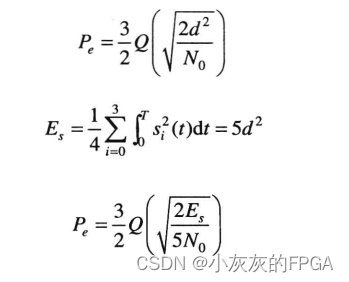 P_e = \frac{3}{2} Q\left(\sqrt{\frac{2d^2}{N_0}}\right)
E_s = \frac{1}{4} \sum_{i=0}^{3} \int_0^T s_i^2(t)\mathrm{d}t = 5d^2
P_e = \frac{3}{2} Q\left(\sqrt{\frac{2E_s}{5N_0}}\right)
CSDN @小灰灰的FPGA